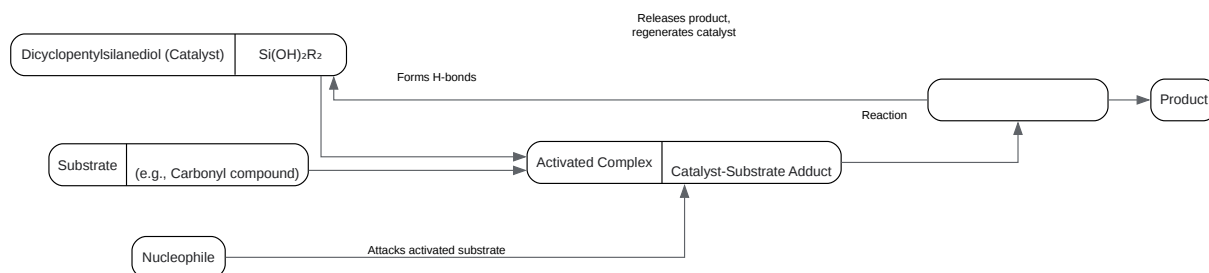 Releases product,
regenerates catalyst
Dicyclopentylsilanediol (Catalyst)
Si(OH)₂R₂
Forms H-bonds
Product
Reaction
Substrate
(e.g., Carbonyl compound)
Activated Complex
Catalyst-Substrate Adduct
Attacks activated substrate
Nucleophile